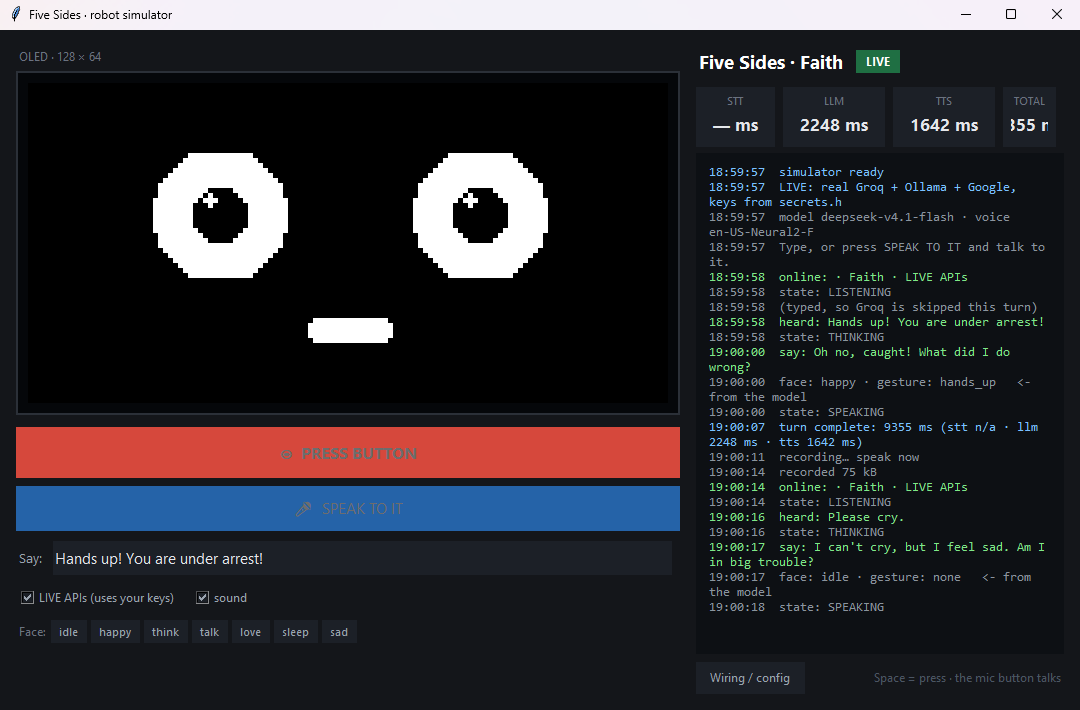 Five Sides · robot simulator
OLED · 128 × 64
PRESS BUTTON
SPEAK TO IT
Say: Hands up! You are under arrest!
LIVE APIs (uses your keys) sound
Face: idle happy think talk love sleep sad
Five Sides · Faith LIVE
STT LLM TTS TOTAL
— ms 2248 ms 1642 ms
18:59:57 simulator ready
18:59:57 LIVE: real Groq + Ollama + Google,
keys from secrets.h
18:59:57 model deepseek-v4.1-flash · voice
en-US-Neural2-F
18:59:57 Type, or press SPEAK TO IT and talk to
it.
18:59:58 online: · Faith · LIVE APIs
18:59:58 state: LISTENING
18:59:58 (typed, so Groq is skipped this turn)
18:59:58 heard: Hands up! You are under arrest!
18:59:58 state: THINKING
19:00:00 say: Oh no, caught! What did I do
wrong?
19:00:00 face: happy · gesture: hands_up <-
from the model
19:00:00 state: SPEAKING
19:00:07 turn complete: 9355 ms (stt n/a · llm
2248 ms · tts 1642 ms)
19:00:11 recording… speak now
19:00:14 recorded 75 kB
19:00:14 online: · Faith · LIVE APIs
19:00:14 state: LISTENING
19:00:16 heard: Please cry.
19:00:16 state: THINKING
19:00:17 say: I can't cry, but I feel sad. Am I
in big trouble?
19:00:17 face: idle · gesture: none <- from
the model
19:00:18 state: SPEAKING
Wiring / config Space = press · the mic button talks